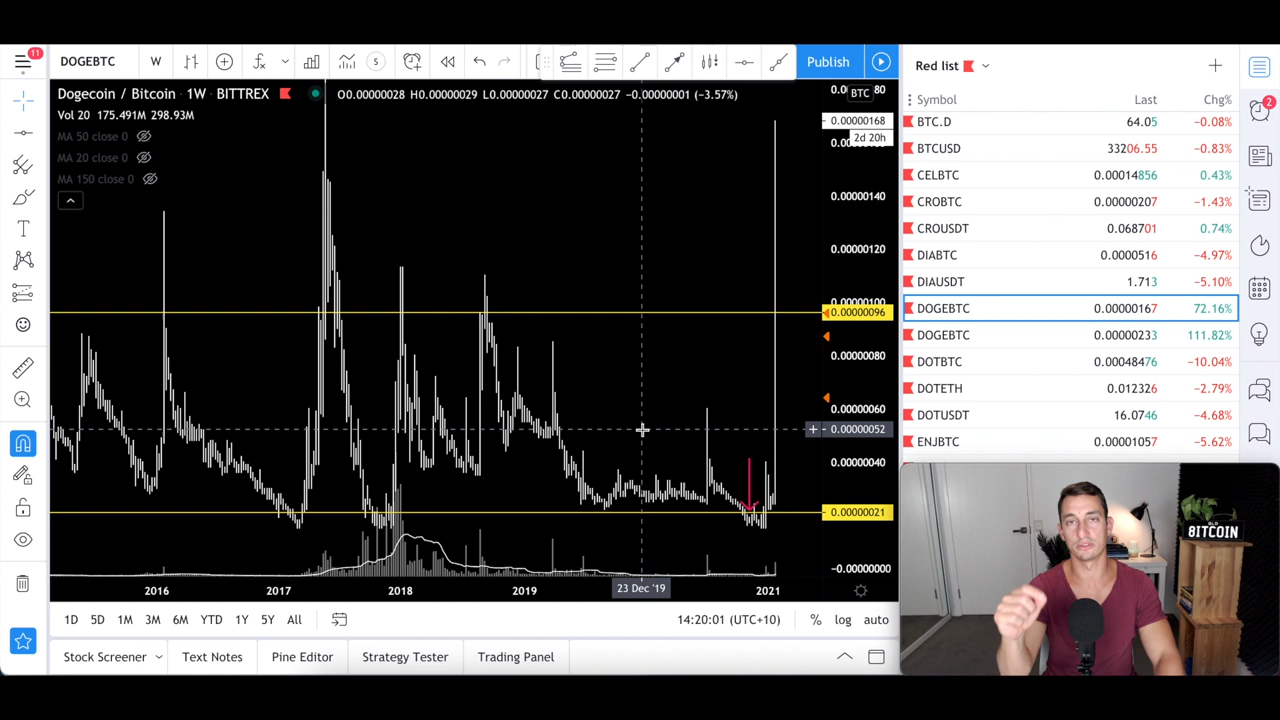 11
DOGEBTC W S Publish
Dogecoin / Bitcoin · 1W · BITTREX O0.00000028 H0.00000029 L0.00000027 C0.00000027 −0.00000001 (−3.57%)
Vol 20 175.491M 298.93M
MA 50 close 0
MA 20 close 0
MA 150 close 0
BTC
0.00000168
2d 20h
0.00000140
0.00000120
0.00000100
0.00000096
0.00000080
0.00000060
0.00000052
0.00000040
0.00000021
−0.00000000
2016 2017 2018 2019 23 Dec '19 2021
1D 5D 1M 3M 6M YTD 1Y 5Y All 14:20:01 (UTC+10) % log auto
Stock Screener Text Notes Pine Editor Strategy Tester Trading Panel
Red list
Symbol Last Chg%
BTC.D 64.05 −0.08%
BTCUSD 33206.55 −0.83%
CELBTC 0.00014856 0.43%
CROBTC 0.00000207 −1.43%
CROUSDT 0.068701 0.74%
DIABTC 0.0000516 −4.97%
DIAUSDT 1.713 −5.10%
DOGEBTC 0.00000167 72.16%
DOGEBTC 0.00000233 111.82%
DOTBTC 0.00048476 −10.04%
DOTETH 0.012326 −2.79%
DOTUSDT 16.0746 −4.68%
ENJBTC 0.00001057 −5.62%
2
BITCOIN